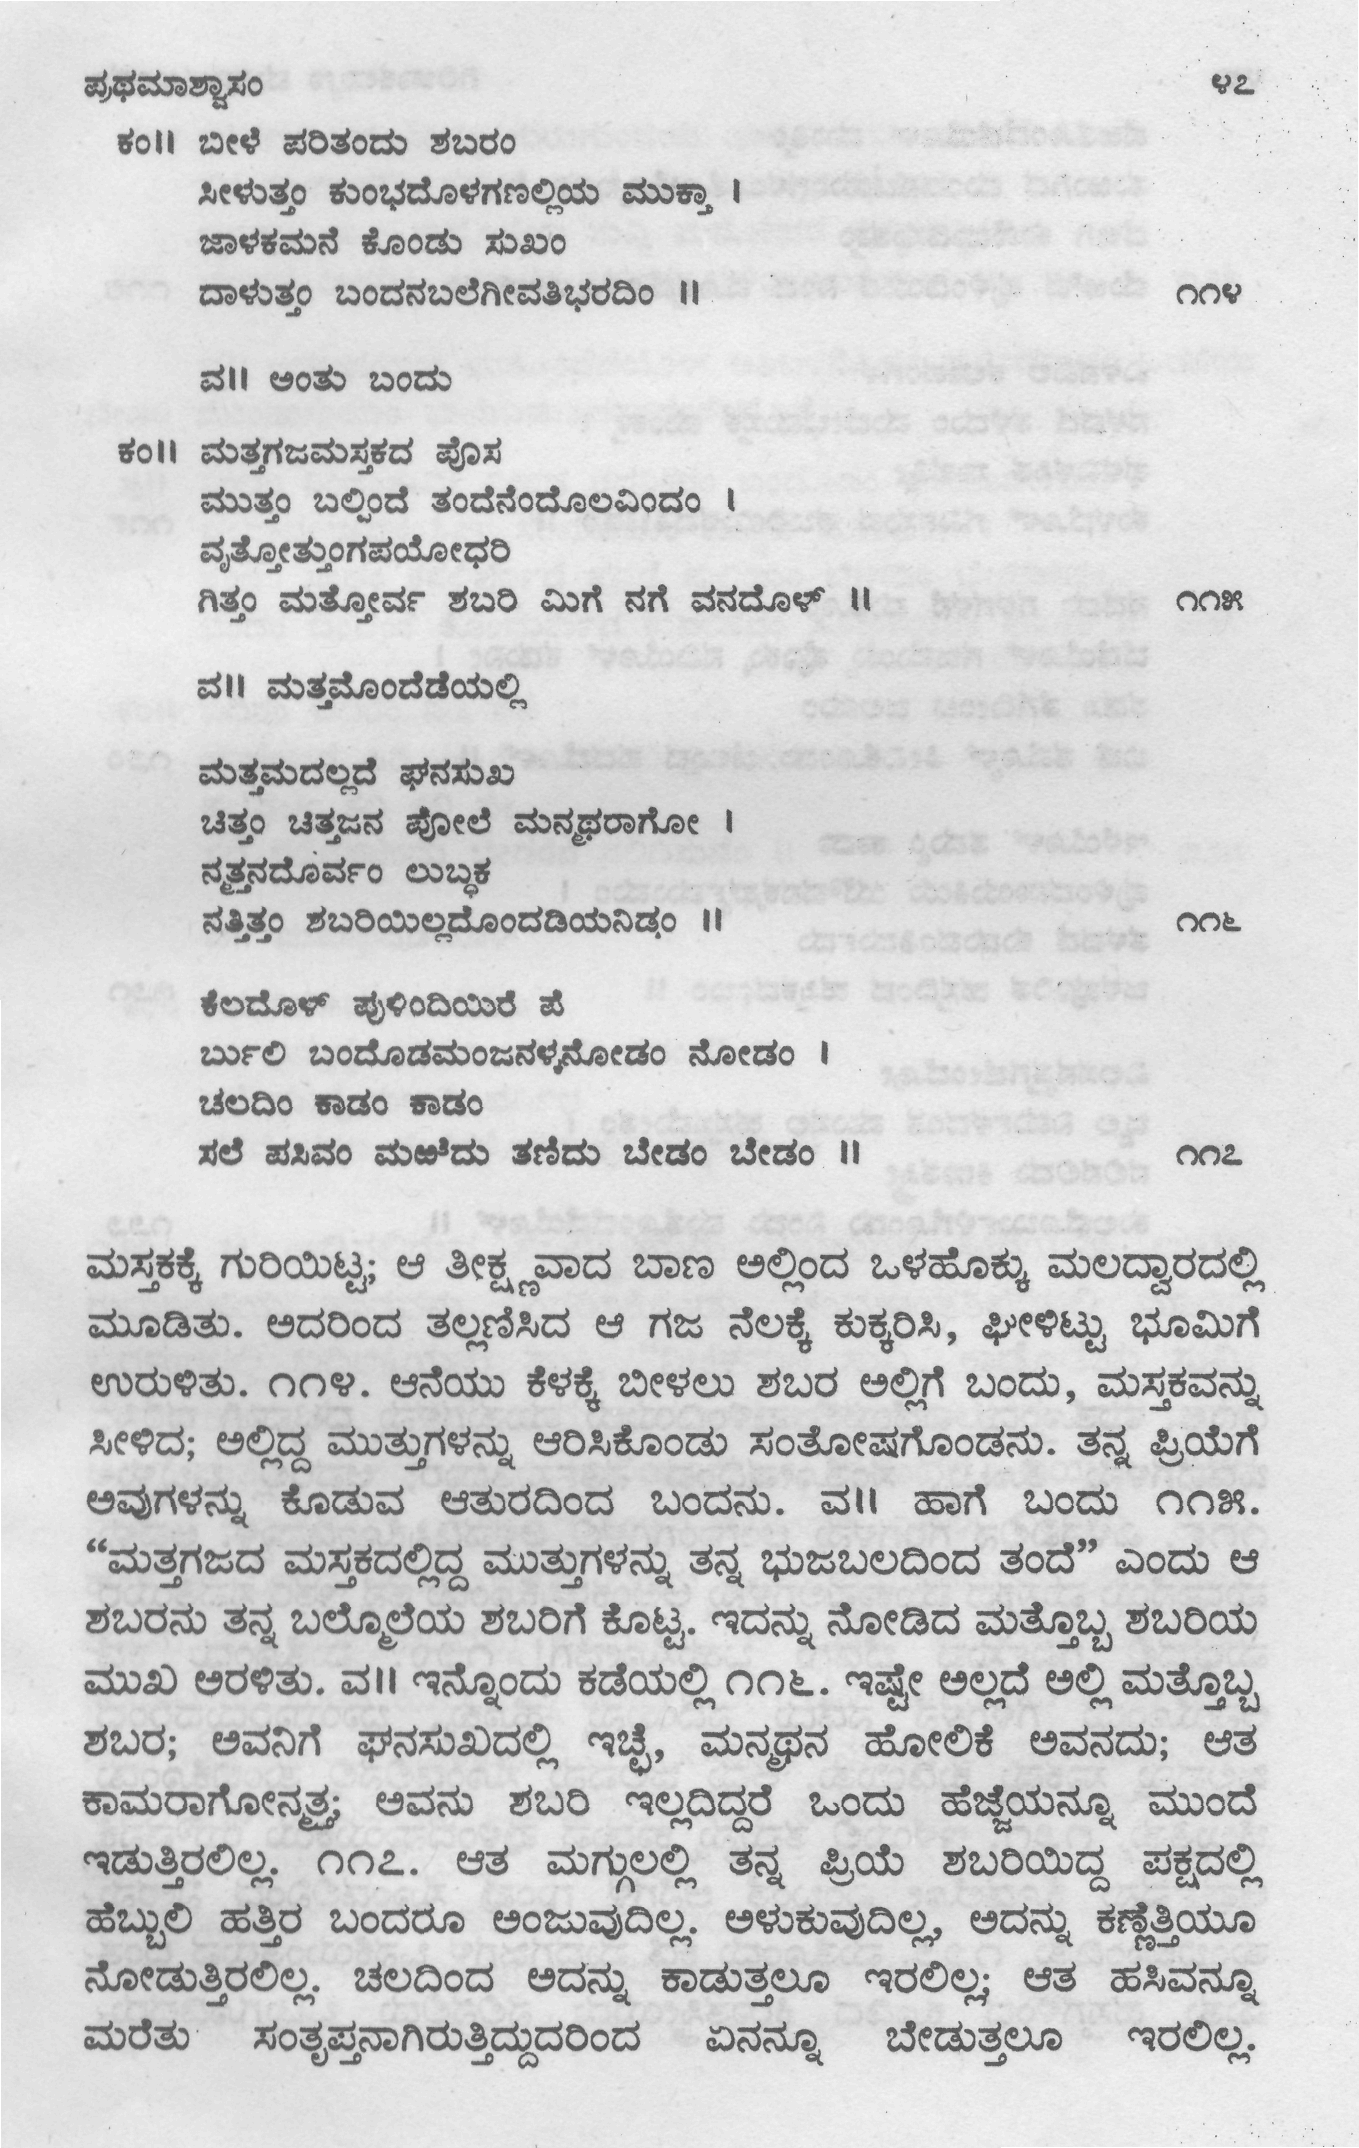 ಪ್ರಥಮಾಶ್ವಾಸಂ ೪೭
ಕಂ॥ ಬೀಳೆ ಪರಿತಂದು ಶಬರಂ
ಸೀಳುತ್ತಂ ಕುಂಭದೊಳಗಣಲ್ಲಿಯ ಮುಕ್ತಾ ।
ಜಾಳಕಮನೆ ಕೊಂಡು ಸುಖಂ
ದಾಳುತ್ತಂ ಬಂದನಬಲೆಗೀವತಿಭರದಿಂ ॥ ೧೧೪
ವ॥ ಅಂತು ಬಂದು
ಕಂ॥ ಮತ್ತಗಜಮಸ್ತಕದ ಪೊಸ
ಮುತ್ತಂ ಬಲ್ಪಿಂದೆ ತಂದೆನೆಂದೊಲವಿಂದಂ ।
ವೃತ್ತೋತ್ತುಂಗಪಯೋಧರಿ
ಗಿತ್ತಂ ಮತ್ತೋರ್ವ ಶಬರಿ ಮಿಗೆ ನಗೆ ವನದೊಳ್ ॥ ೧೧೫
ವ॥ ಮತ್ತಮೊಂದೆಡೆಯಲ್ಲಿ
ಮತ್ತಮದಲ್ಲದೆ ಘನಸುಖ
ಚಿತ್ತಂ ಚಿತ್ತಜನ ಪೋಲೆ ಮನ್ಮಥರಾಗೋ ।
ನ್ಮತ್ತನದೊರ್ವಂ ಲುಬ್ಧಕ
ನತ್ತಿತ್ತಂ ಶಬರಿಯಿಲ್ಲದೊಂದಡಿಯನಿಡಂ ॥ ೧೧೬
ಕೆಲದೊಳ್ ಪುಳಿಂದಿಯಿರೆ ಪೆ
ರ್ಬುಲಿ ಬಂದೊಡಮಂಜನಳ್ಕನೋಡಂ ನೋಡಂ ।
ಚಲದಿಂ ಕಾಡಂ ಕಾಡಂ
ಸಲೆ ಪಸಿವಂ ಮಱೆದು ತಣಿದು ಬೇಡಂ ಬೇಡಂ ॥ ೧೧೭
ಮಸ್ತಕಕ್ಕೆ ಗುರಿಯಿಟ್ಟ; ಆ ತೀಕ್ಷ್ಣವಾದ ಬಾಣ ಅಲ್ಲಿಂದ ಒಳಹೊಕ್ಕು ಮಲದ್ವಾರದಲ್ಲಿ
ಮೂಡಿತು. ಅದರಿಂದ ತಲ್ಲಣಿಸಿದ ಆ ಗಜ ನೆಲಕ್ಕೆ ಕುಕ್ಕರಿಸಿ, ಘೀಳಿಟ್ಟು ಭೂಮಿಗೆ
ಉರುಳಿತು. ೧೧೪. ಆನೆಯು ಕೆಳಕ್ಕೆ ಬೀಳಲು ಶಬರ ಅಲ್ಲಿಗೆ ಬಂದು, ಮಸ್ತಕವನ್ನು
ಸೀಳಿದ; ಅಲ್ಲಿದ್ದ ಮುತ್ತುಗಳನ್ನು ಆರಿಸಿಕೊಂಡು ಸಂತೋಷಗೊಂಡನು. ತನ್ನ ಪ್ರಿಯೆಗೆ
ಅವುಗಳನ್ನು ಕೊಡುವ ಆತುರದಿಂದ ಬಂದನು. ವ॥ ಹಾಗೆ ಬಂದು ೧೧೫.
“ಮತ್ತಗಜದ ಮಸ್ತಕದಲ್ಲಿದ್ದ ಮುತ್ತುಗಳನ್ನು ತನ್ನ ಭುಜಬಲದಿಂದ ತಂದೆ” ಎಂದು ಆ
ಶಬರನು ತನ್ನ ಬಲ್ಮೊಲೆಯ ಶಬರಿಗೆ ಕೊಟ್ಟ. ಇದನ್ನು ನೋಡಿದ ಮತ್ತೊಬ್ಬ ಶಬರಿಯ
ಮುಖ ಅರಳಿತು. ವ॥ ಇನ್ನೊಂದು ಕಡೆಯಲ್ಲಿ ೧೧೬. ಇಷ್ಟೇ ಅಲ್ಲದೆ ಅಲ್ಲಿ ಮತ್ತೊಬ್ಬ
ಶಬರ; ಅವನಿಗೆ ಘನಸುಖದಲ್ಲಿ ಇಚ್ಛೆ, ಮನ್ಮಥನ ಹೋಲಿಕೆ ಅವನದು; ಆತ
ಕಾಮರಾಗೋನ್ಮತ್ತ; ಅವನು ಶಬರಿ ಇಲ್ಲದಿದ್ದರೆ ಒಂದು ಹೆಜ್ಜೆಯನ್ನೂ ಮುಂದೆ
ಇಡುತ್ತಿರಲಿಲ್ಲ. ೧೧೭. ಆತ ಮಗ್ಗುಲಲ್ಲಿ ತನ್ನ ಪ್ರಿಯೆ ಶಬರಿಯಿದ್ದ ಪಕ್ಷದಲ್ಲಿ
ಹೆಬ್ಬುಲಿ ಹತ್ತಿರ ಬಂದರೂ ಅಂಜುವುದಿಲ್ಲ. ಅಳುಕುವುದಿಲ್ಲ, ಅದನ್ನು ಕಣ್ಣೆತ್ತಿಯೂ
ನೋಡುತ್ತಿರಲಿಲ್ಲ. ಚಲದಿಂದ ಅದನ್ನು ಕಾಡುತ್ತಲೂ ಇರಲಿಲ್ಲ; ಆತ ಹಸಿವನ್ನೂ
ಮರೆತು ಸಂತೃಪ್ತನಾಗಿರುತ್ತಿದ್ದುದರಿಂದ ಏನನ್ನೂ ಬೇಡುತ್ತಲೂ ಇರಲಿಲ್ಲ.